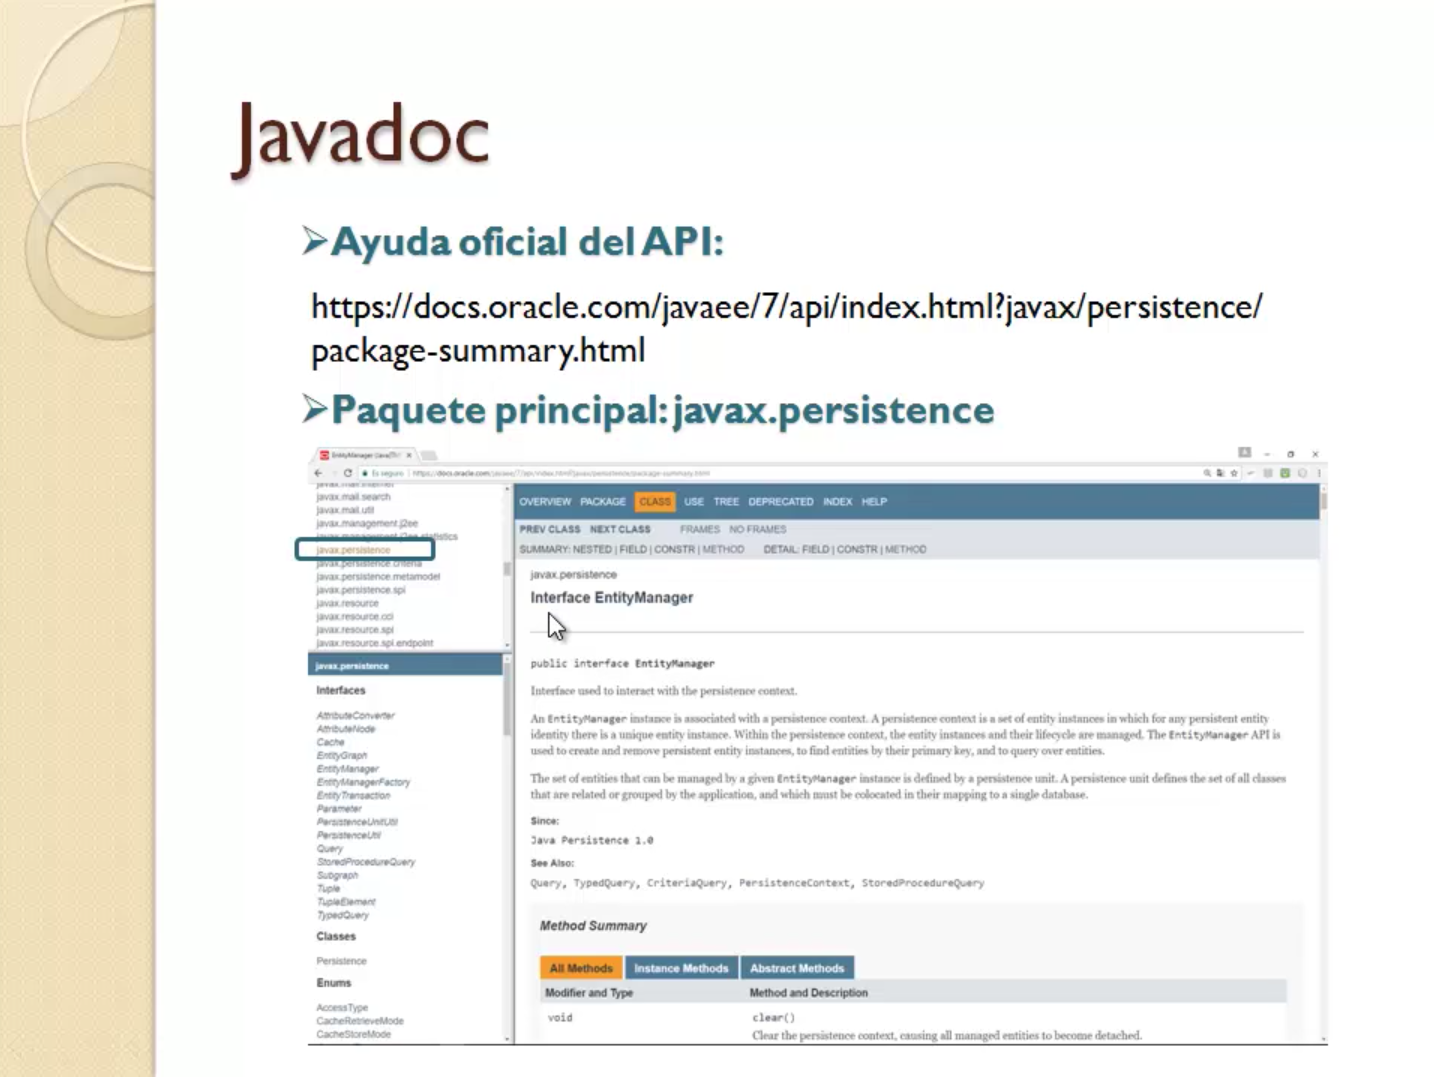 Javadoc
➢Ayuda oficial del API:
https://docs.oracle.com/javaee/7/api/index.html?javax/persistence/
package-summary.html
➢Paquete principal: javax.persistence
EntityManager (Java(TM)
Es seguro | https://docs.oracle.com/javaee/7/api/index.html?javax/persistence/package-summary.html
javax.mail.internet
javax.mail.search
javax.mail.util
javax.management.j2ee
javax.management.j2ee.statistics
javax.persistence
javax.persistence.criteria
javax.persistence.metamodel
javax.persistence.spi
javax.resource
javax.resource.cci
javax.resource.spi
javax.resource.spi.endpoint
javax.persistence
Interfaces
AttributeConverter
AttributeNode
Cache
EntityGraph
EntityManager
EntityManagerFactory
EntityTransaction
Parameter
PersistenceUnitUtil
PersistenceUtil
Query
StoredProcedureQuery
Subgraph
Tuple
TupleElement
TypedQuery
Classes
Persistence
Enums
AccessType
CacheRetrieveMode
CacheStoreMode
OVERVIEW PACKAGE CLASS USE TREE DEPRECATED INDEX HELP
PREV CLASS NEXT CLASS FRAMES NO FRAMES
SUMMARY: NESTED | FIELD | CONSTR | METHOD DETAIL: FIELD | CONSTR | METHOD
javax.persistence
Interface EntityManager
public interface EntityManager
Interface used to interact with the persistence context.
An EntityManager instance is associated with a persistence context. A persistence context is a set of entity instances in which for any persistent entity
identity there is a unique entity instance. Within the persistence context, the entity instances and their lifecycle are managed. The EntityManager API is
used to create and remove persistent entity instances, to find entities by their primary key, and to query over entities.
The set of entities that can be managed by a given EntityManager instance is defined by a persistence unit. A persistence unit defines the set of all classes
that are related or grouped by the application, and which must be colocated in their mapping to a single database.
Since:
Java Persistence 1.0
See Also:
Query, TypedQuery, CriteriaQuery, PersistenceContext, StoredProcedureQuery
Method Summary
All Methods Instance Methods Abstract Methods
Modifier and Type Method and Description
void clear()
Clear the persistence context, causing all managed entities to become detached.